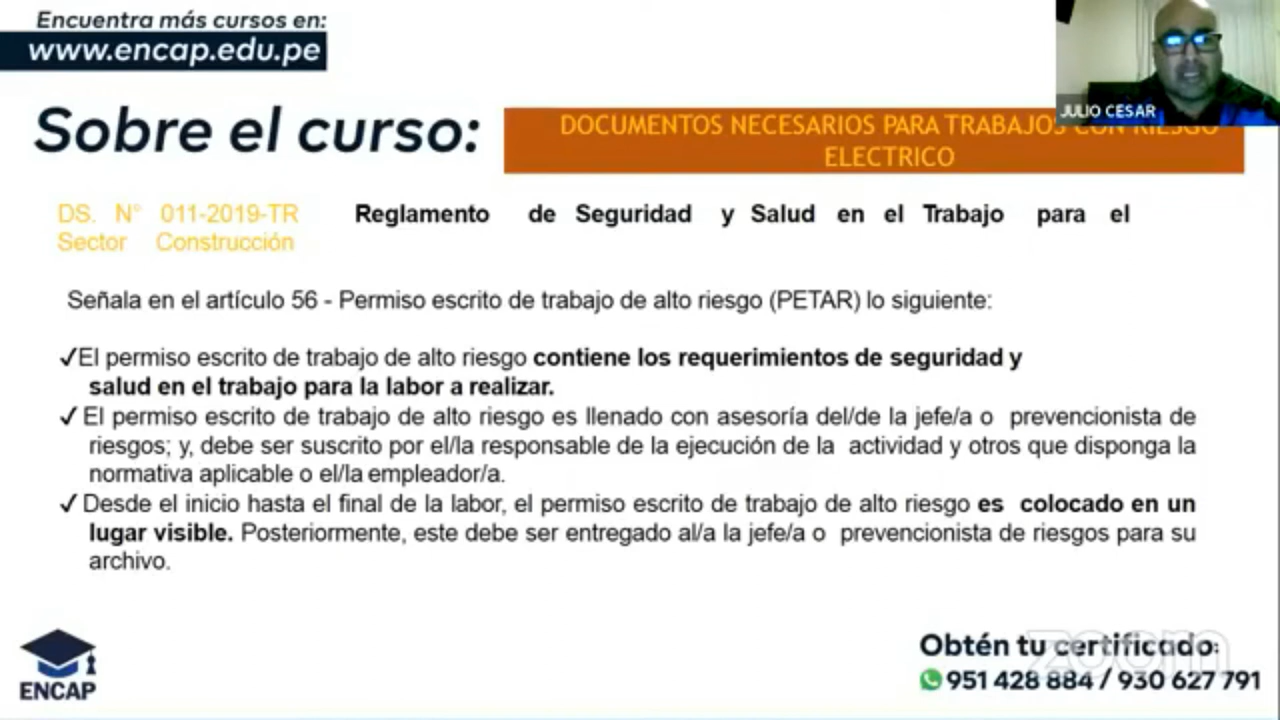 Encuentra más cursos en:
www.encap.edu.pe
JULIO CESAR
Sobre el curso:
DOCUMENTOS NECESARIOS PARA TRABAJOS CON RIESGO
ELECTRICO
DS. N° 011-2019-TR Reglamento de Seguridad y Salud en el Trabajo para el
Sector Construcción
Señala en el artículo 56 - Permiso escrito de trabajo de alto riesgo (PETAR) lo siguiente:
✓El permiso escrito de trabajo de alto riesgo contiene los requerimientos de seguridad y
salud en el trabajo para la labor a realizar.
✓ El permiso escrito de trabajo de alto riesgo es llenado con asesoría del/de la jefe/a o prevencionista de
riesgos; y, debe ser suscrito por el/la responsable de la ejecución de la actividad y otros que disponga la
normativa aplicable o el/la empleador/a.
✓ Desde el inicio hasta el final de la labor, el permiso escrito de trabajo de alto riesgo es colocado en un
lugar visible. Posteriormente, este debe ser entregado al/a la jefe/a o prevencionista de riesgos para su
archivo.
ENCAP
Obtén tu certificado:
zoom
951 428 884 / 930 627 791